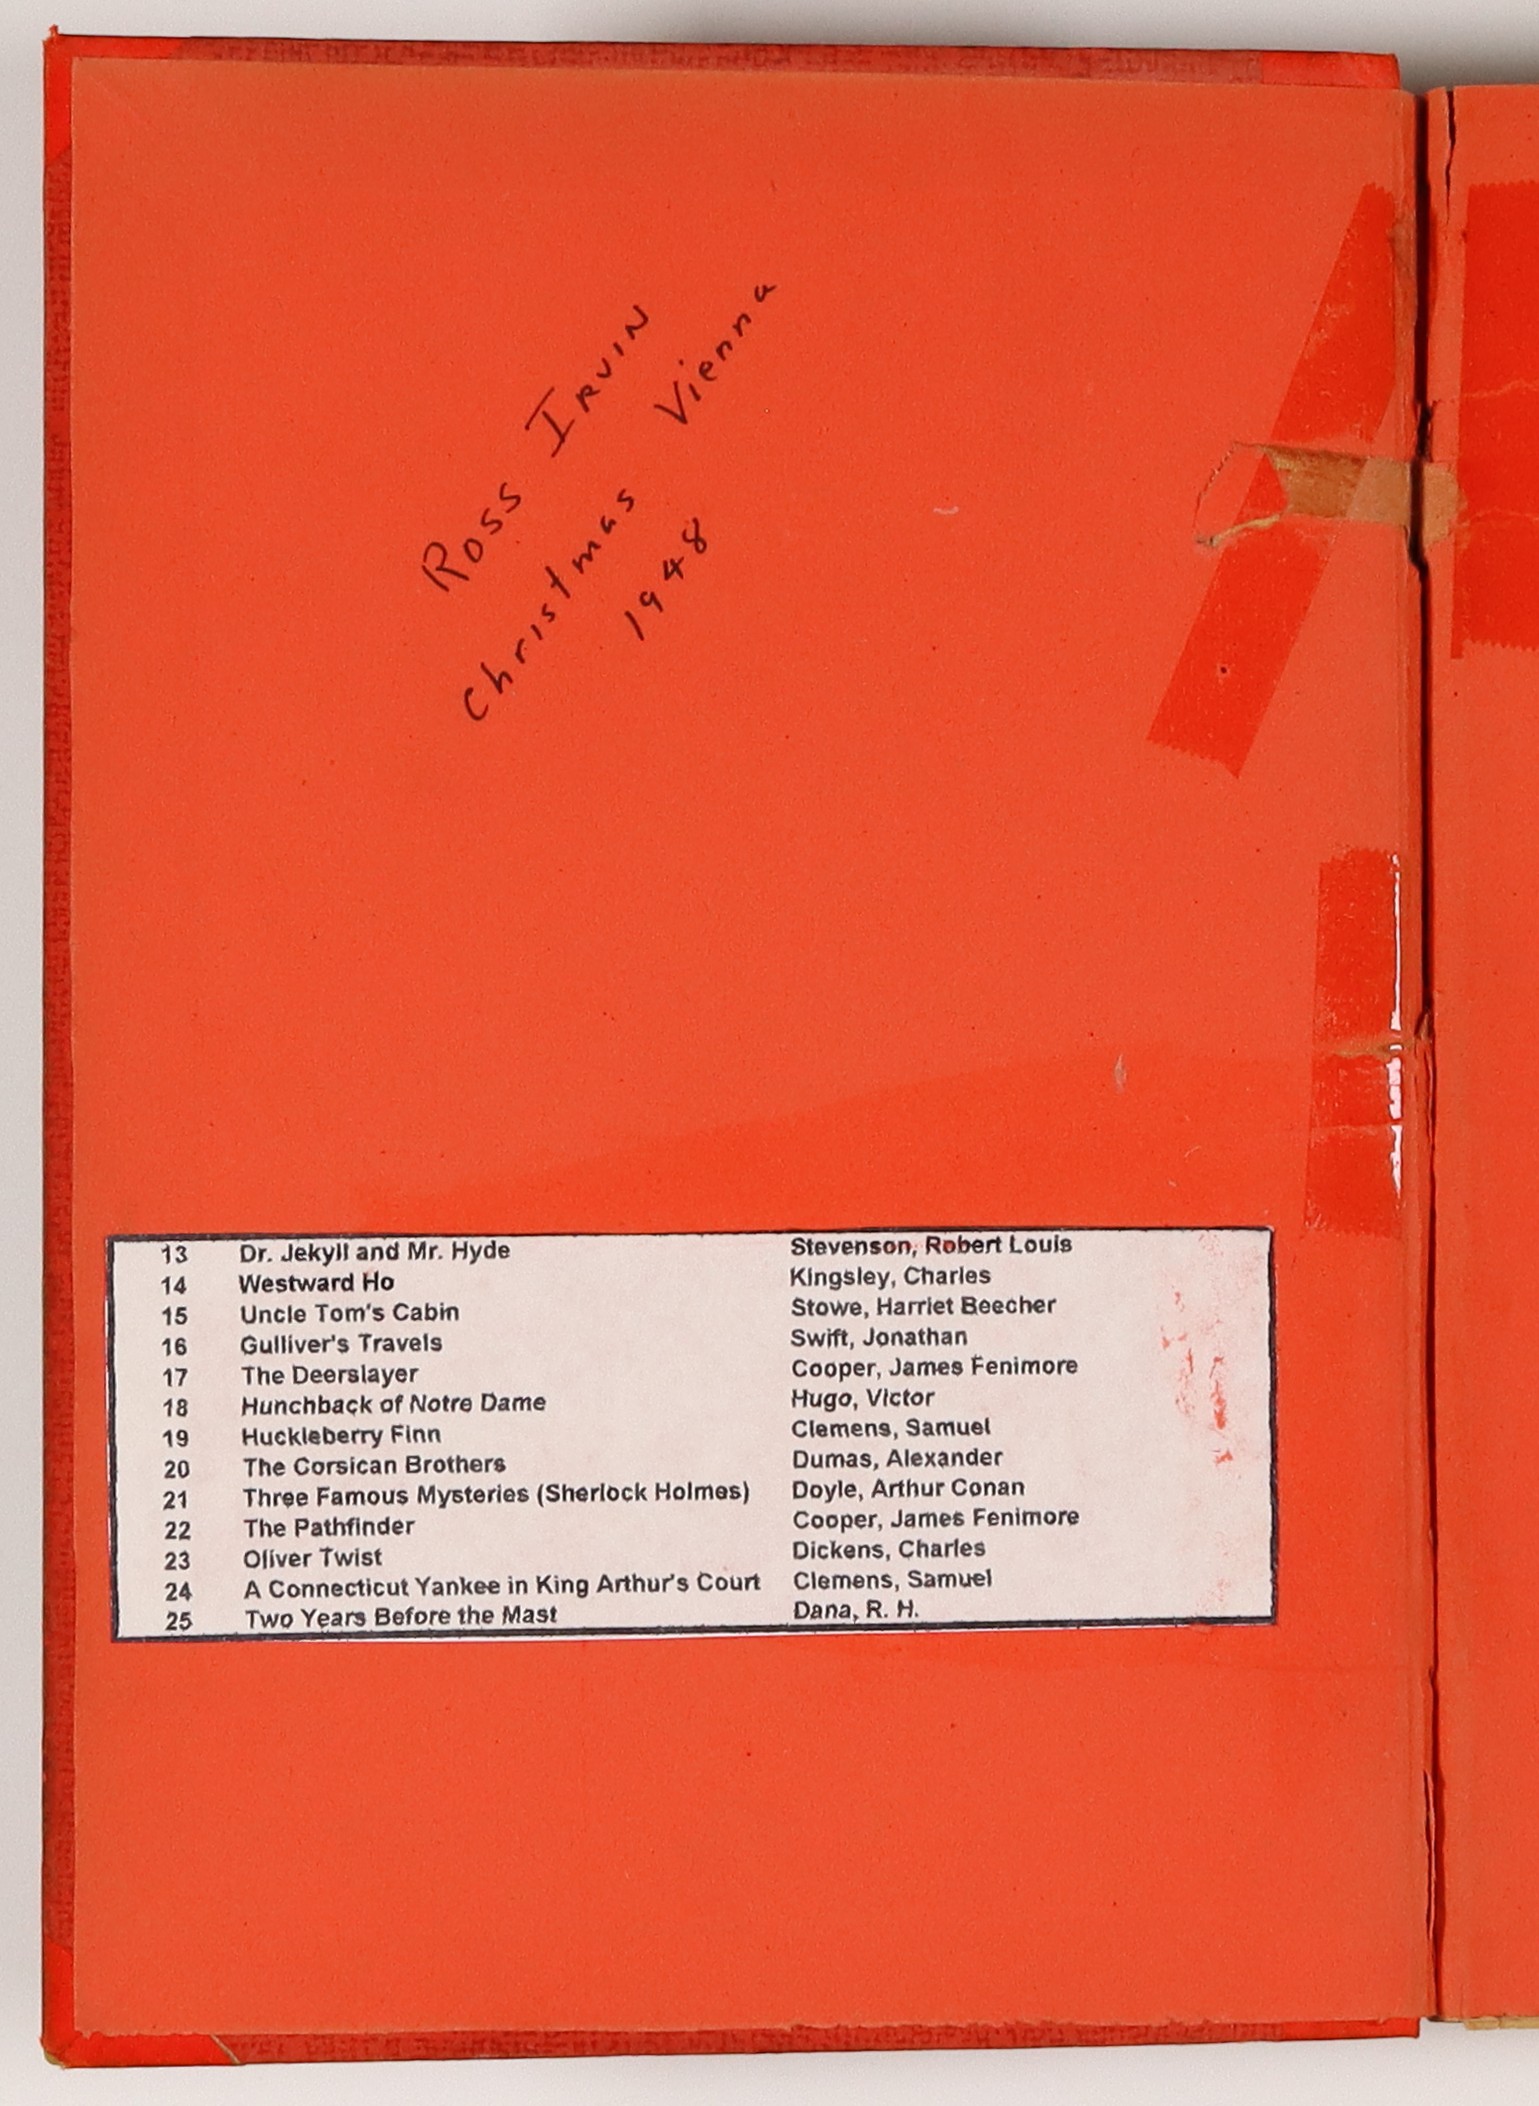 Ross Irvin
Christmas Vienna
1948
13 Dr. Jekyll and Mr. Hyde Stevenson, Robert Louis
14 Westward Ho Kingsley, Charles
15 Uncle Tom's Cabin Stowe, Harriet Beecher
16 Gulliver's Travels Swift, Jonathan
17 The Deerslayer Cooper, James Fenimore
18 Hunchback of Notre Dame Hugo, Victor
19 Huckleberry Finn Clemens, Samuel
20 The Corsican Brothers Dumas, Alexander
21 Three Famous Mysteries (Sherlock Holmes) Doyle, Arthur Conan
22 The Pathfinder Cooper, James Fenimore
23 Oliver Twist Dickens, Charles
24 A Connecticut Yankee in King Arthur's Court Clemens, Samuel
25 Two Years Before the Mast Dana, R. H.